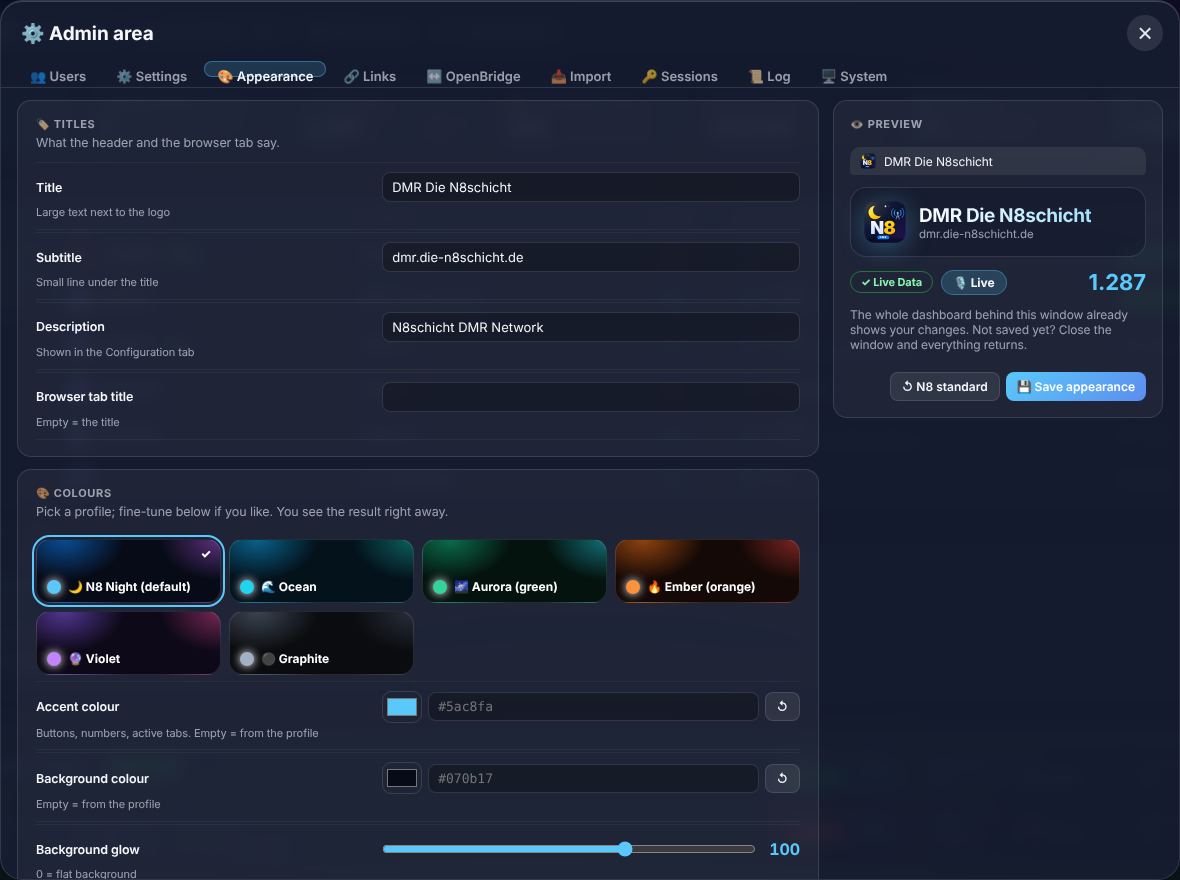 ⚙️ Admin area
✕
👥 Users
⚙️ Settings
🎨 Appearance
🔗 Links
↔️ OpenBridge
📥 Import
🔑 Sessions
📜 Log
🖥️ System
🏷️ TITLES
What the header and the browser tab say.
Title
DMR Die N8schicht
Large text next to the logo
Subtitle
dmr.die-n8schicht.de
Small line under the title
Description
N8schicht DMR Network
Shown in the Configuration tab
Browser tab title
Empty = the title
🎨 COLOURS
Pick a profile; fine-tune below if you like. You see the result right away.
✓
🌙 N8 Night (default)
🌊 Ocean
🌌 Aurora (green)
🔥 Ember (orange)
🔮 Violet
⚫ Graphite
Accent colour
#5ac8fa
↺
Buttons, numbers, active tabs. Empty = from the profile
Background colour
#070b17
↺
Empty = from the profile
Background glow
100
0 = flat background
👁️ PREVIEW
N8 DMR Die N8schicht
N8
DMR Die N8schicht
dmr.die-n8schicht.de
✓ Live Data
🎙️ Live
1.287
The whole dashboard behind this window already
shows your changes. Not saved yet? Close the
window and everything returns.
↺ N8 standard
💾 Save appearance